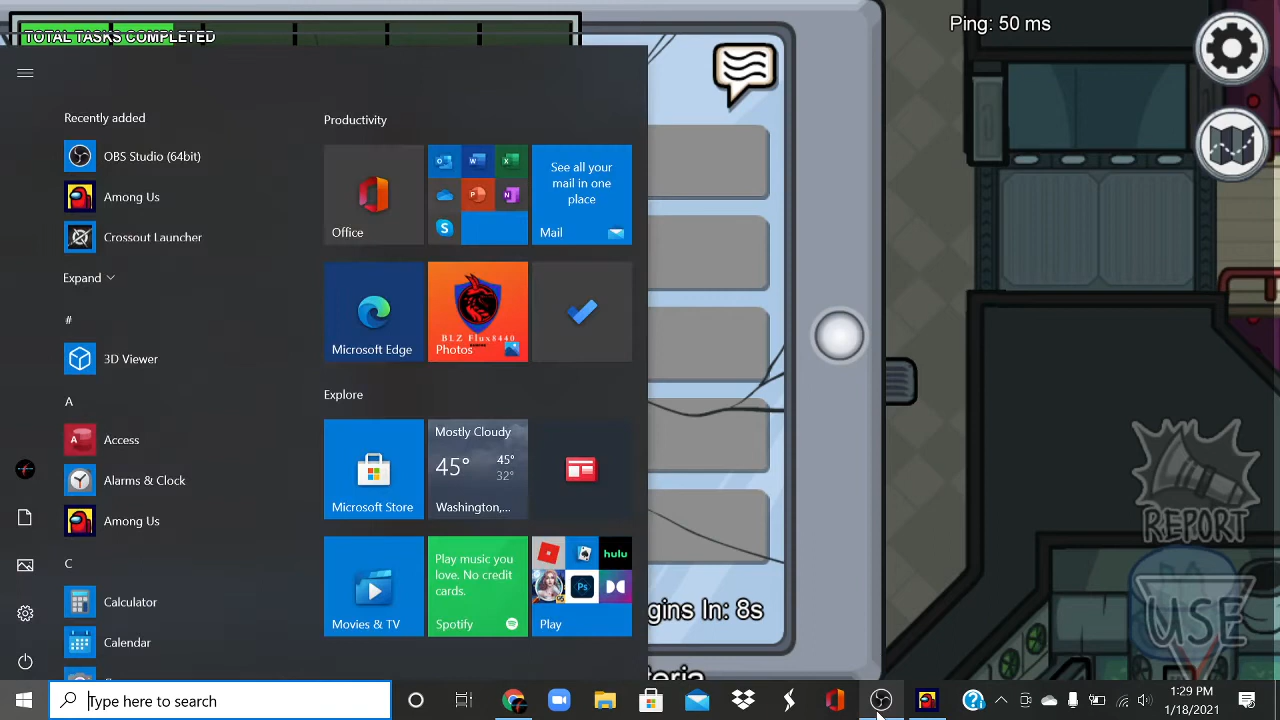 TOTAL TASKS COMPLETED
Ping: 50 ms
Recently added
OBS Studio (64bit)
Among Us
Crossout Launcher
Expand
#
3D Viewer
A
Access
Alarms & Clock
Among Us
C
Calculator
Calendar
Productivity
Office
See all your
mail in one
place
Mail
Microsoft Edge
BLZ Flux8440
Photos
Explore
Microsoft Store
Mostly Cloudy
45°
45°
32°
Washington,...
Movies & TV
Play music you
love. No credit
cards.
Spotify
hulu
Ps
Play
gins In: 8s
teria
REPORT
USE
Type here to search
1:29 PM
1/18/2021